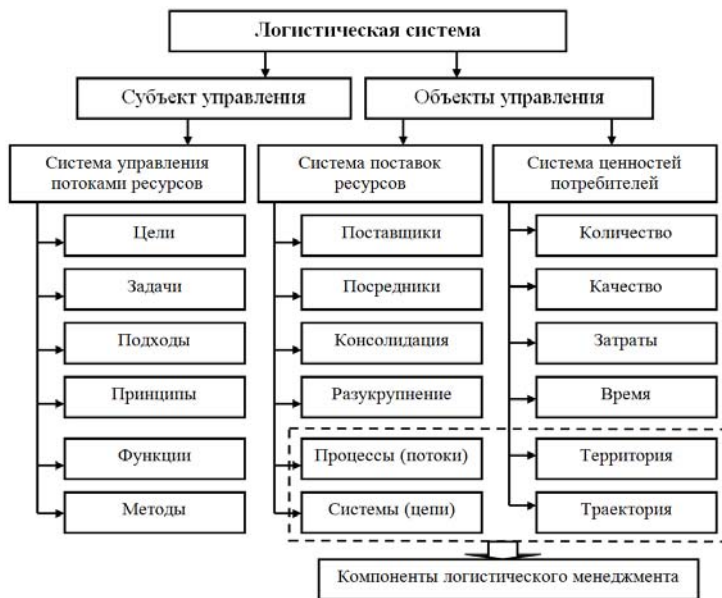 Логистическая система
Субъект управления
Объекты управления
Система управления
потоками ресурсов
Система поставок
ресурсов
Система ценностей
потребителей
Цели
Поставщики
Количество
Задачи
Посредники
Качество
Подходы
Консолидация
Затраты
Принципы
Разукрупнение
Время
Функции
Процессы (потоки)
Территория
Методы
Системы (цепи)
Траектория
Компоненты логистического менеджмента